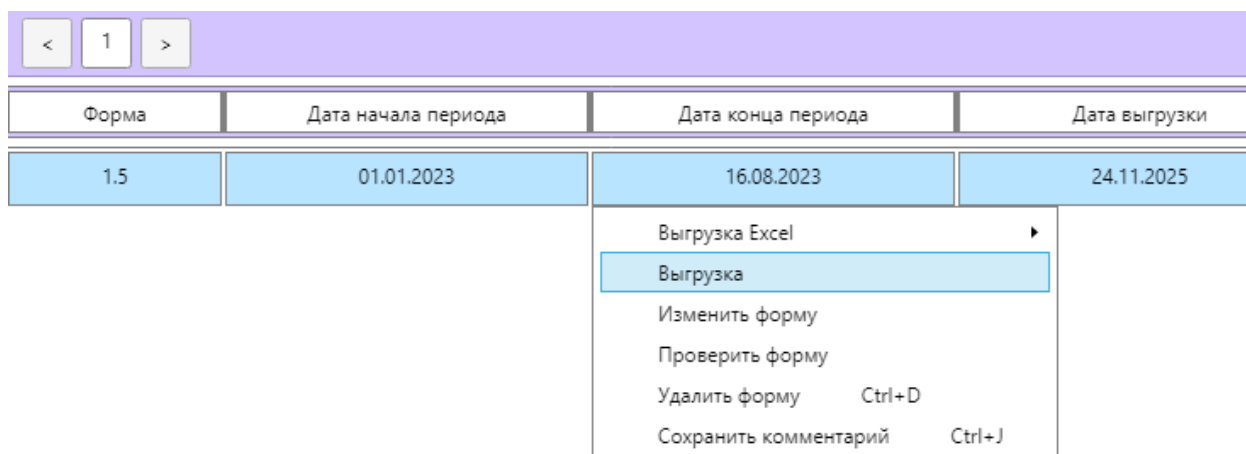 < 1 >
Форма Дата начала периода Дата конца периода Дата выгрузки
1.5 01.01.2023 16.08.2023 24.11.2025
Выгрузка Excel
Выгрузка
Изменить форму
Проверить форму
Удалить форму Ctrl+D
Сохранить комментарий Ctrl+J